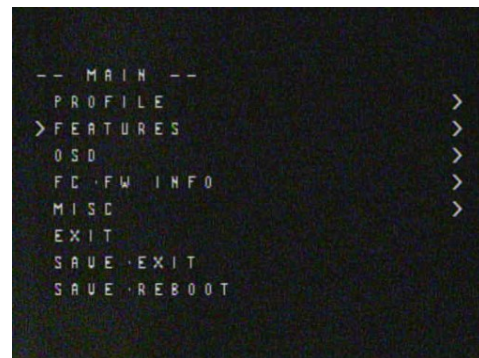 -- MAIN --
PROFILE >
>FEATURES >
OSD >
FC·FW INFO >
MISC >
EXIT
SAVE·EXIT
SAVE·REBOOT